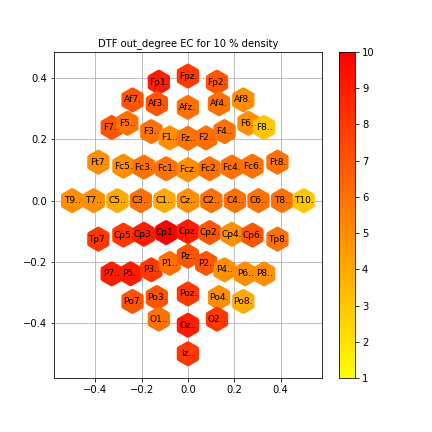 DTF out_degree EC for 10 % density
Fp1. Fpz Fp2.
Af7. Af3. Afz. Af4. Af8.
F7.. F5.. F3.. F1.. Fz.. F2.. F4.. F6.. F8..
Ft7. Fc5. Fc3. Fc1. Fcz. Fc2. Fc4. Fc6. Ft8.
T9.. T7.. C5.. C3.. C1.. Cz.. C2.. C4.. C6.. T8.. T10.
Tp7. Cp5. Cp3. Cp1. Cpz. Cp2. Cp4. Cp6. Tp8.
P7.. P5.. P3.. P1.. Pz.. P2.. P4.. P6.. P8..
Po7. Po3. Poz. Po4. Po8.
O1.. Oz.. O2..
Iz..
0.4
0.2
0.0
−0.2
−0.4
−0.4 −0.2 0.0 0.2 0.4
10
9
8
7
6
5
4
3
2
1